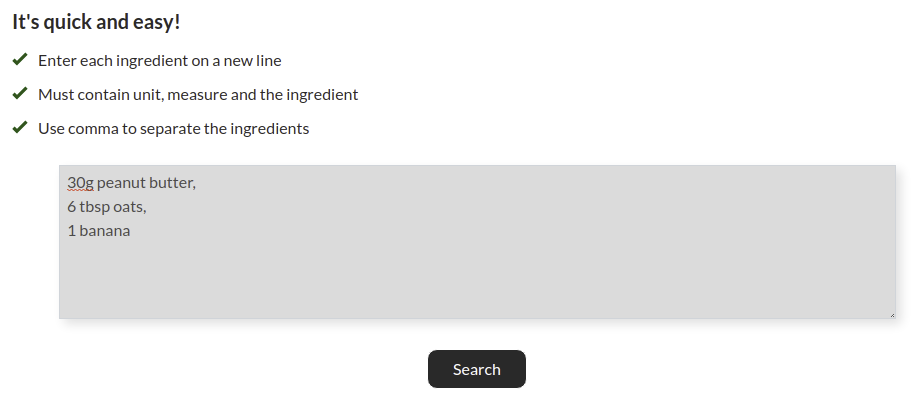 It's quick and easy!
Enter each ingredient on a new line
Must contain unit, measure and the ingredient
Use comma to separate the ingredients
30g peanut butter,
6 tbsp oats,
1 banana
Search